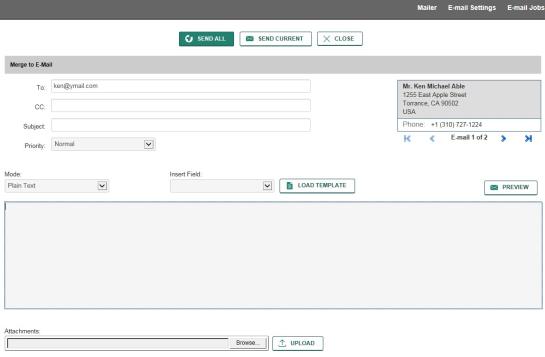 Mailer E-mail Settings E-mail Jobs
SEND ALL SEND CURRENT CLOSE
Merge to E-Mail
To: ken@ymail.com
CC:
Subject:
Priority: Normal
Mr. Ken Michael Able
1255 East Apple Street
Torrance, CA 90502
USA
Phone: +1 (310) 727-1224
E-mail 1 of 2
Mode: Insert Field:
Plain Text LOAD TEMPLATE PREVIEW
Attachments:
Browse... UPLOAD